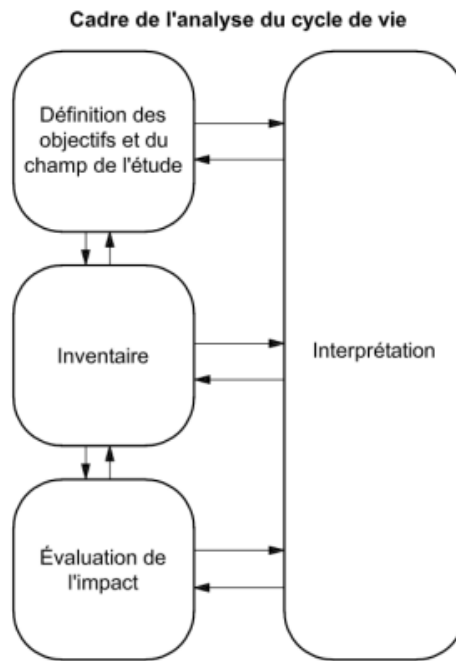 Cadre de l'analyse du cycle de vie
Définition des
objectifs et du
champ de l'étude
Inventaire
Interprétation
Évaluation de
l'impact